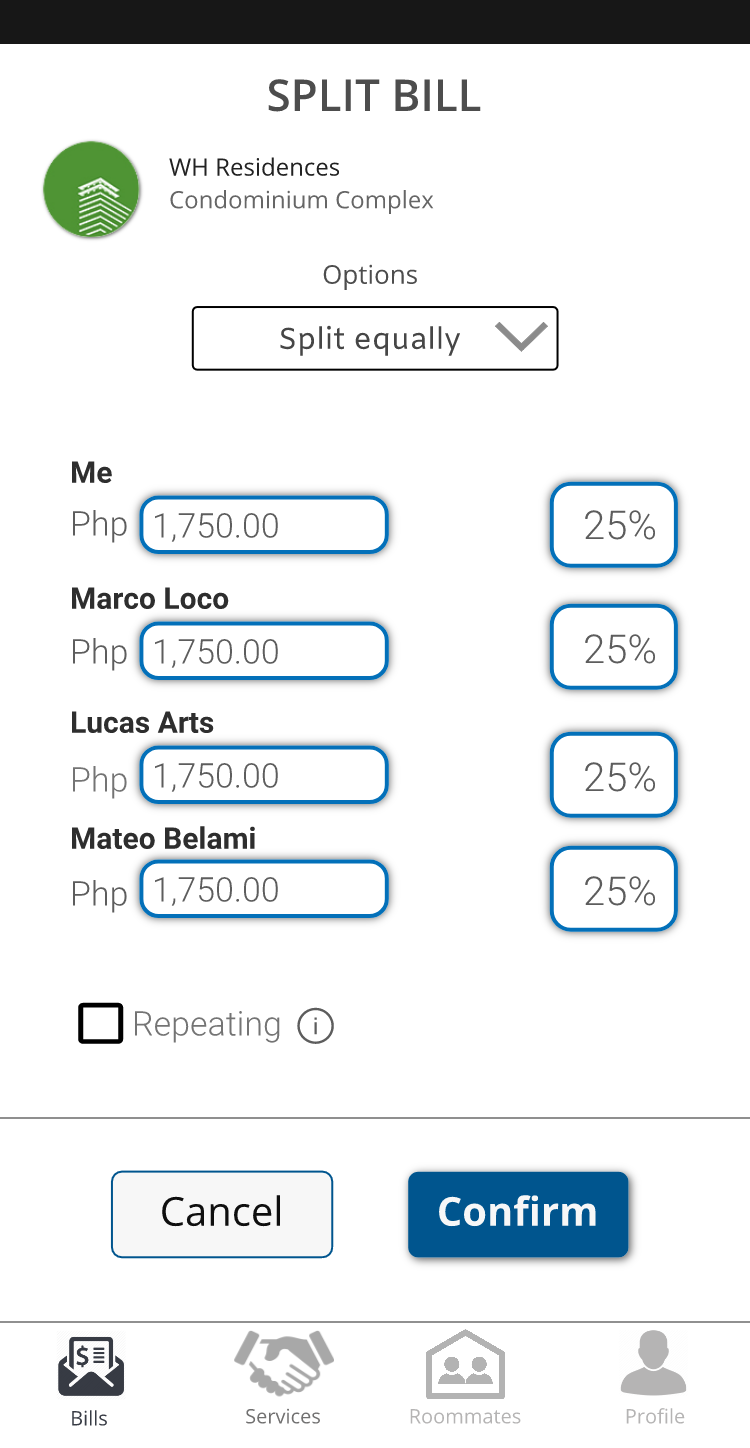 SPLIT BILL
WH Residences
Condominium Complex
Options
Split equally
Me
Php 1,750.00 25%
Marco Loco
Php 1,750.00 25%
Lucas Arts
Php 1,750.00 25%
Mateo Belami
Php 1,750.00 25%
Repeating i
Cancel Confirm
$
Bills Services Roommates Profile